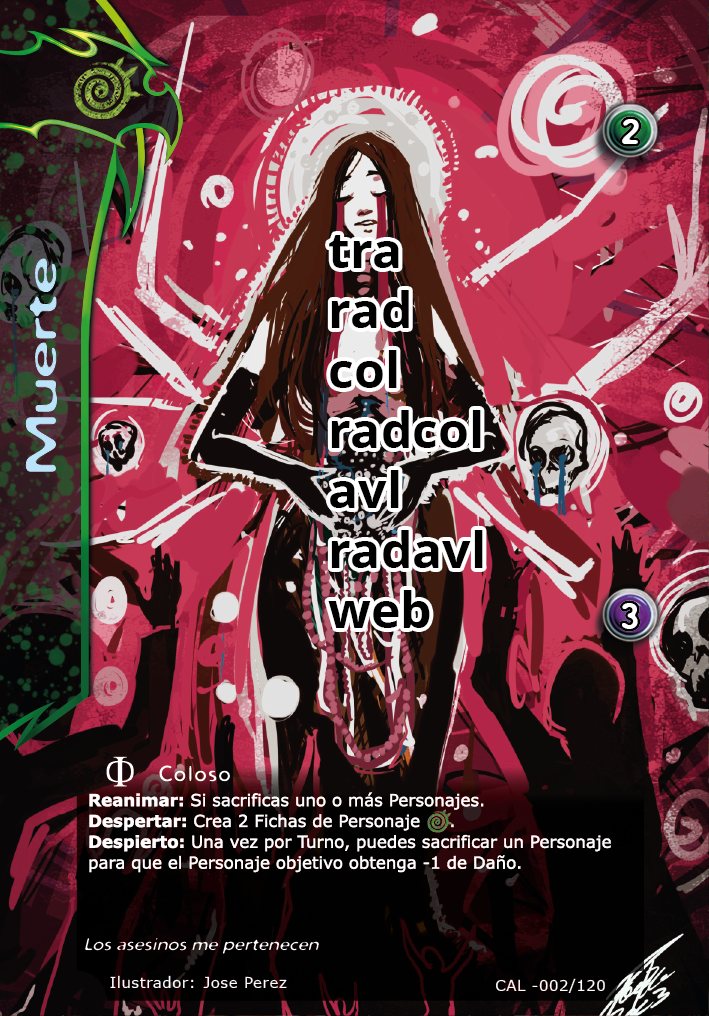 2
Muerte
tra
rad
col
radcol
avl
radavl
web
3
Φ Coloso
Reanimar: Si sacrificas uno o más Personajes.
Despertar: Crea 2 Fichas de Personaje .
Despierto: Una vez por Turno, puedes sacrificar un Personaje
para que el Personaje objetivo obtenga -1 de Daño.
Los asesinos me pertenecen
Ilustrador: Jose Perez
CAL -002/120